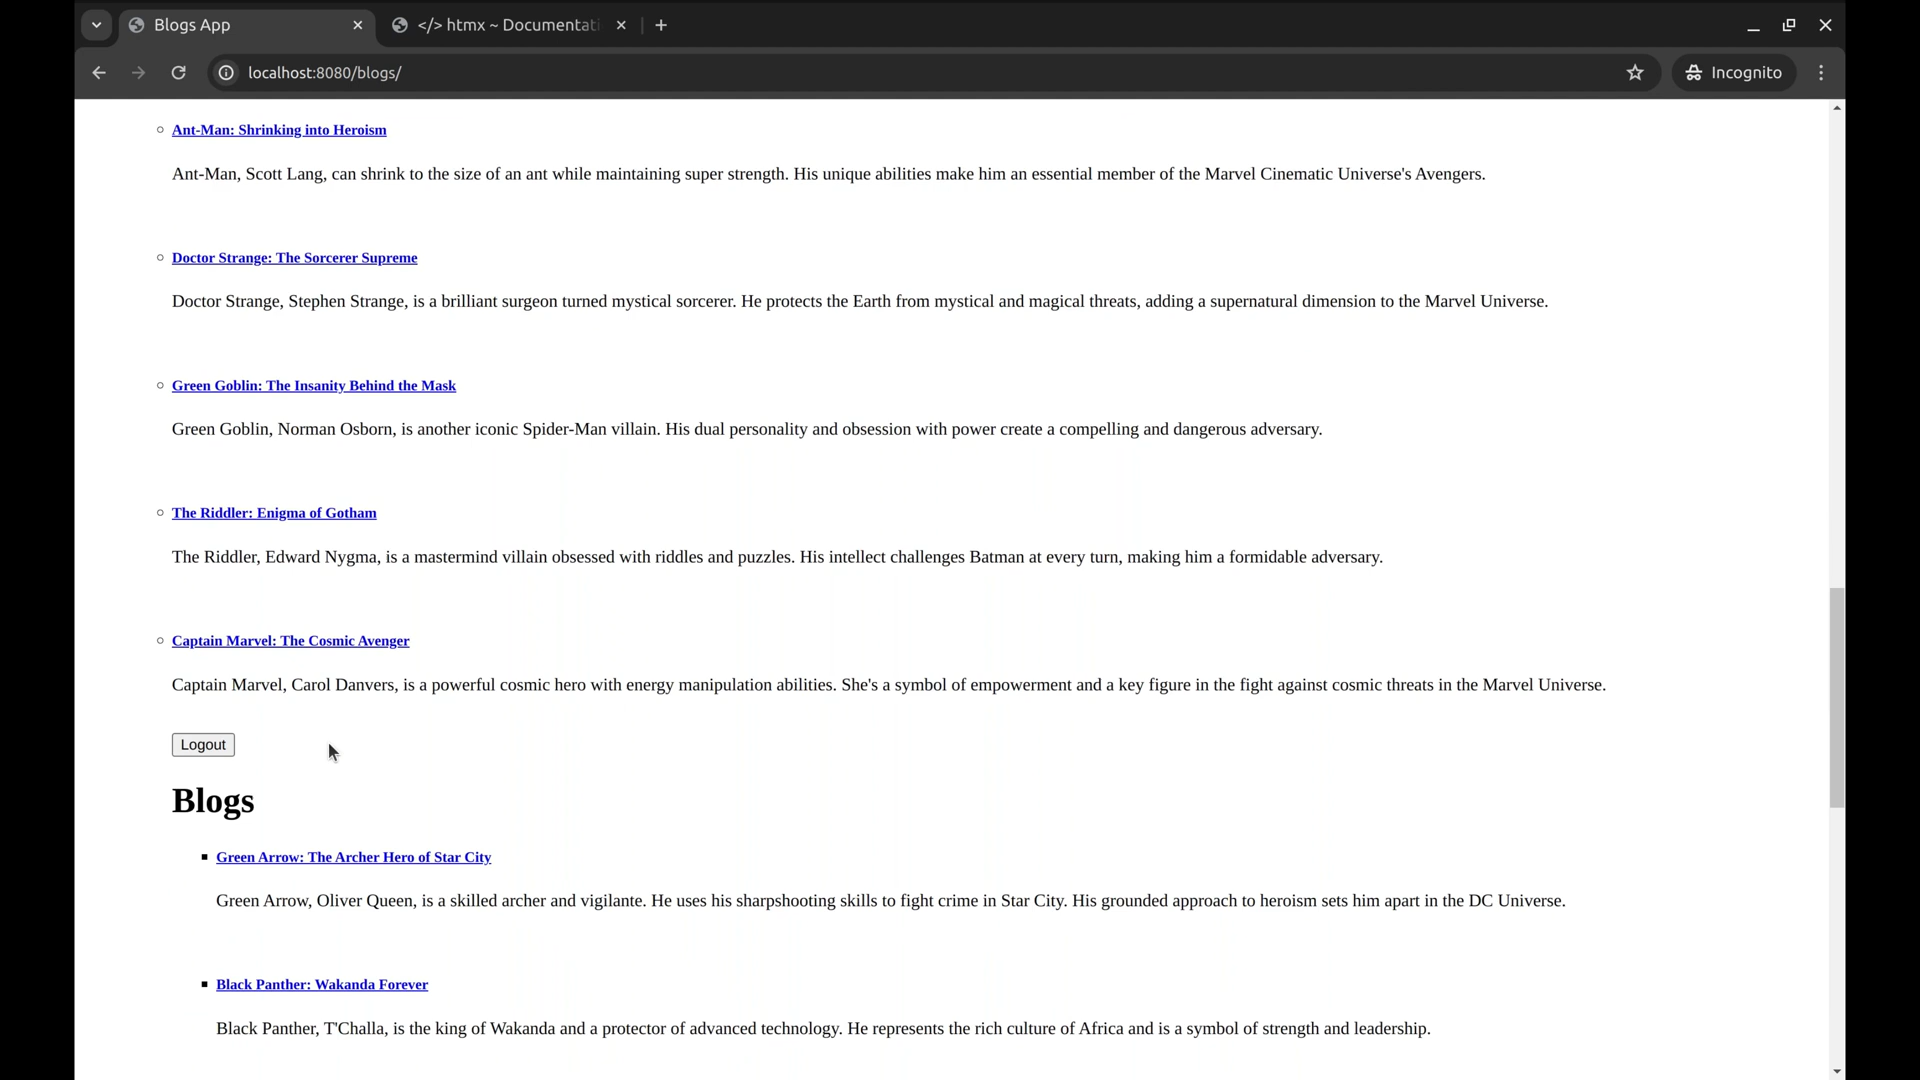 Blogs App
</> htmx ~ Documentati
localhost:8080/blogs/
Incognito
Ant-Man: Shrinking into Heroism
Ant-Man, Scott Lang, can shrink to the size of an ant while maintaining super strength. His unique abilities make him an essential member of the Marvel Cinematic Universe's Avengers.
Doctor Strange: The Sorcerer Supreme
Doctor Strange, Stephen Strange, is a brilliant surgeon turned mystical sorcerer. He protects the Earth from mystical and magical threats, adding a supernatural dimension to the Marvel Universe.
Green Goblin: The Insanity Behind the Mask
Green Goblin, Norman Osborn, is another iconic Spider-Man villain. His dual personality and obsession with power create a compelling and dangerous adversary.
The Riddler: Enigma of Gotham
The Riddler, Edward Nygma, is a mastermind villain obsessed with riddles and puzzles. His intellect challenges Batman at every turn, making him a formidable adversary.
Captain Marvel: The Cosmic Avenger
Captain Marvel, Carol Danvers, is a powerful cosmic hero with energy manipulation abilities. She's a symbol of empowerment and a key figure in the fight against cosmic threats in the Marvel Universe.
Logout
Blogs
Green Arrow: The Archer Hero of Star City
Green Arrow, Oliver Queen, is a skilled archer and vigilante. He uses his sharpshooting skills to fight crime in Star City. His grounded approach to heroism sets him apart in the DC Universe.
Black Panther: Wakanda Forever
Black Panther, T'Challa, is the king of Wakanda and a protector of advanced technology. He represents the rich culture of Africa and is a symbol of strength and leadership.